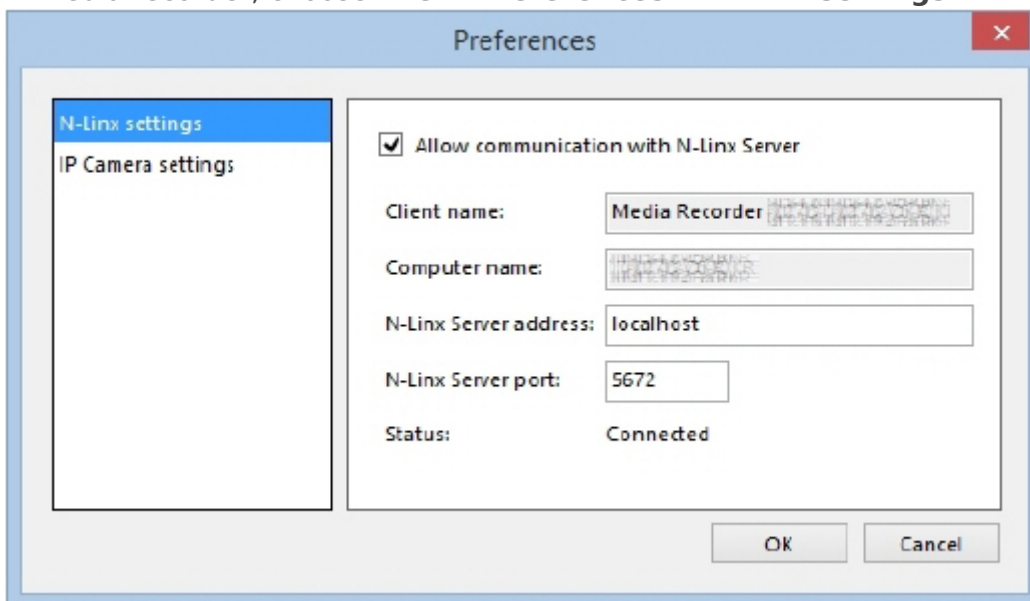 Preferences
N-Linx settings
IP Camera settings
Allow communication with N-Linx Server
Client name: Media Recorder
Computer name:
N-Linx Server address: localhost
N-Linx Server port: 5672
Status: Connected
OK Cancel